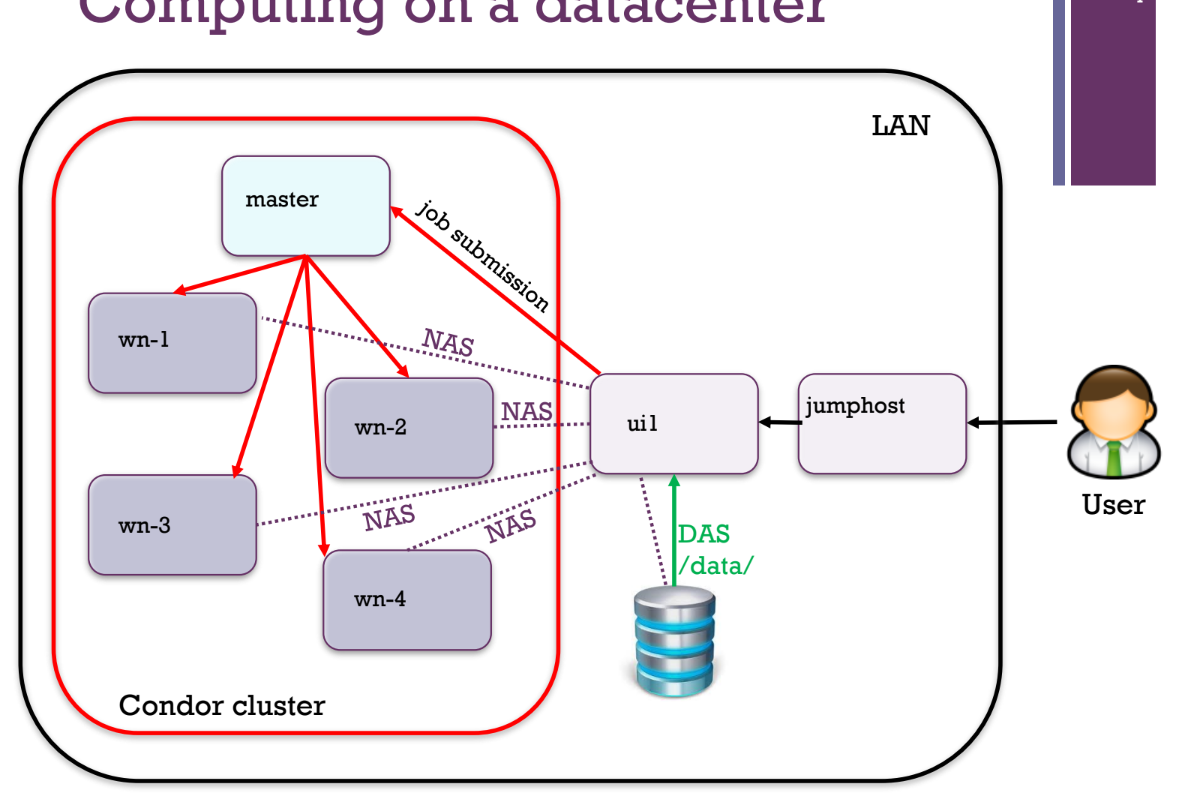 Computing on a datacenter
LAN
master
job submission
wn-1
NAS
wn-2
NAS
ui1
jumphost
User
wn-3
NAS
NAS
DAS
/data/
wn-4
Condor cluster